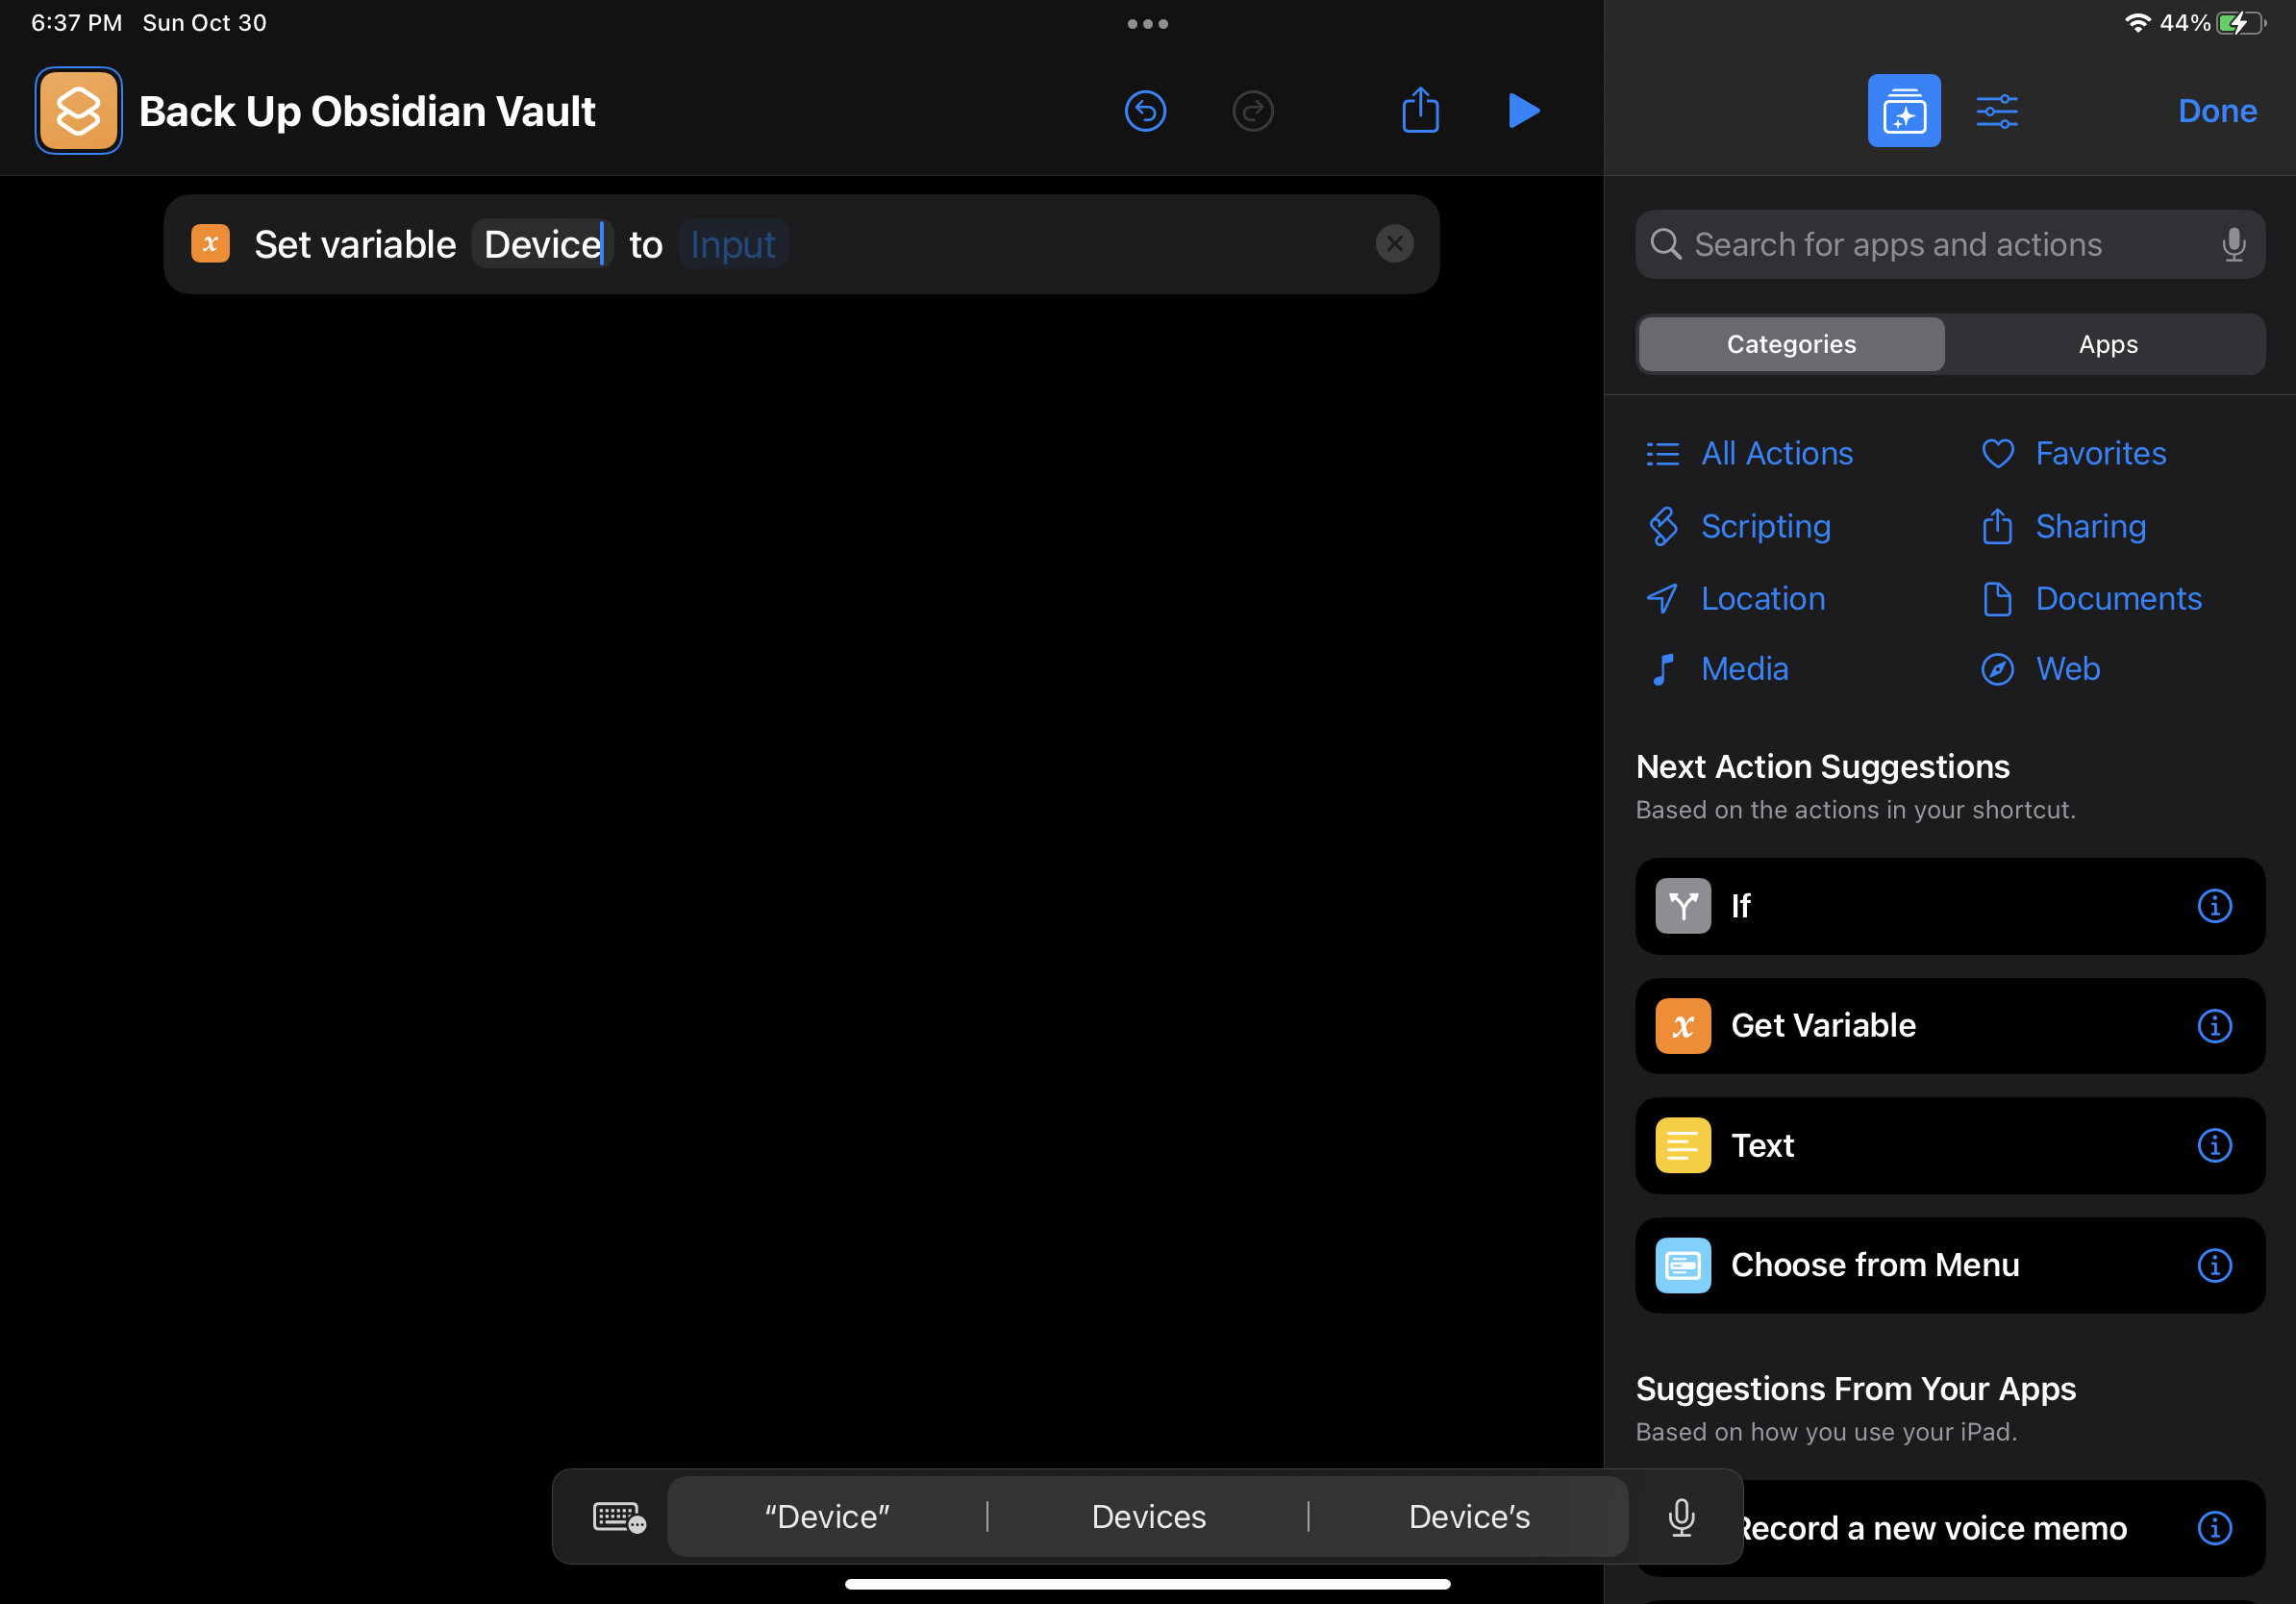 6:37 PM Sun Oct 30
44%
Back Up Obsidian Vault
Done
Set variable Device to Input
Search for apps and actions
Categories
Apps
All Actions
Favorites
Scripting
Sharing
Location
Documents
Media
Web
Next Action Suggestions
Based on the actions in your shortcut.
If
Get Variable
Text
Choose from Menu
Suggestions From Your Apps
Based on how you use your iPad.
Record a new voice memo
“Device”
Devices
Device’s